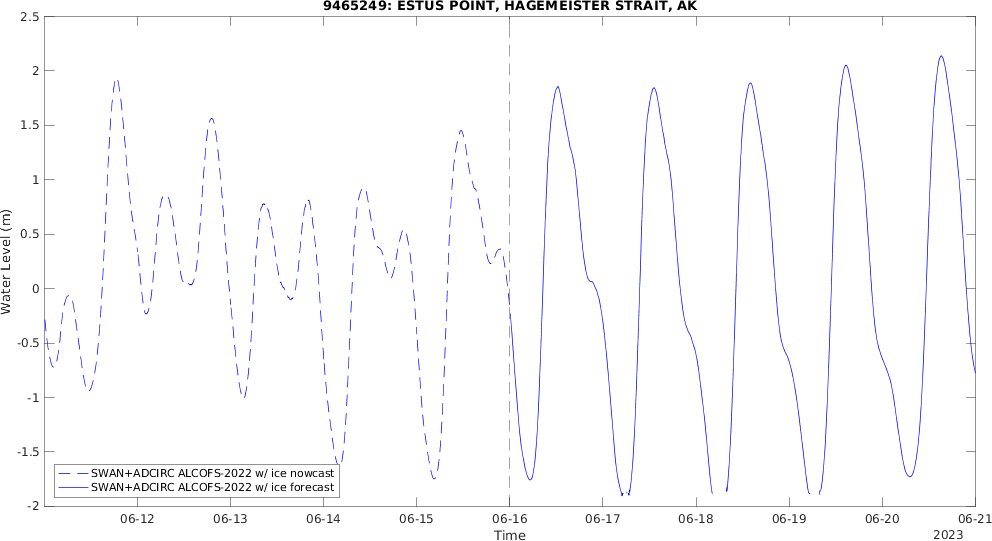 9465249: ESTUS POINT, HAGEMEISTER STRAIT, AK
2.5
2
1.5
1
0.5
0
-0.5
-1
-1.5
-2
Water Level (m)
SWAN+ADCIRC ALCOFS-2022 w/ ice nowcast
SWAN+ADCIRC ALCOFS-2022 w/ ice forecast
06-12 06-13 06-14 06-15 06-16 06-17 06-18 06-19 06-20 06-21
Time
2023